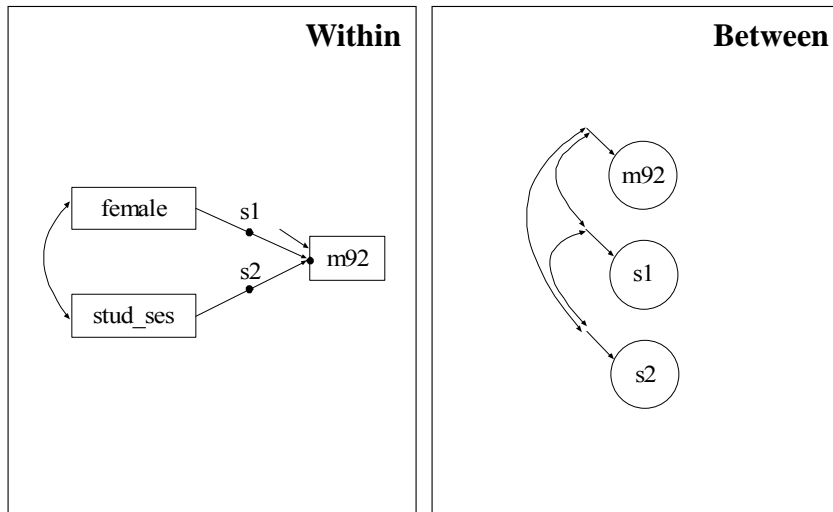 Within
female
s1
m92
s2
stud_ses
Between
m92
s1
s2